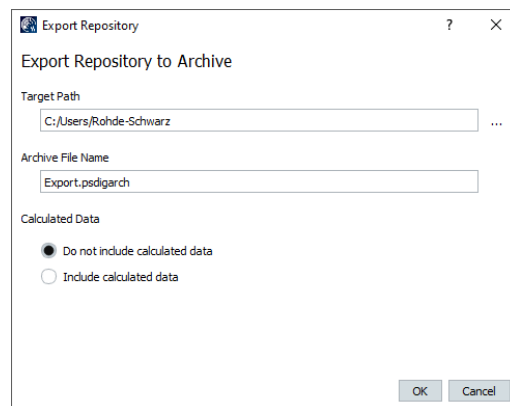 Export Repository ?
Export Repository to Archive
Target Path
C:/Users/Rohde-Schwarz ...
Archive File Name
Export.psdigarch
Calculated Data
Do not include calculated data
Include calculated data
OK Cancel